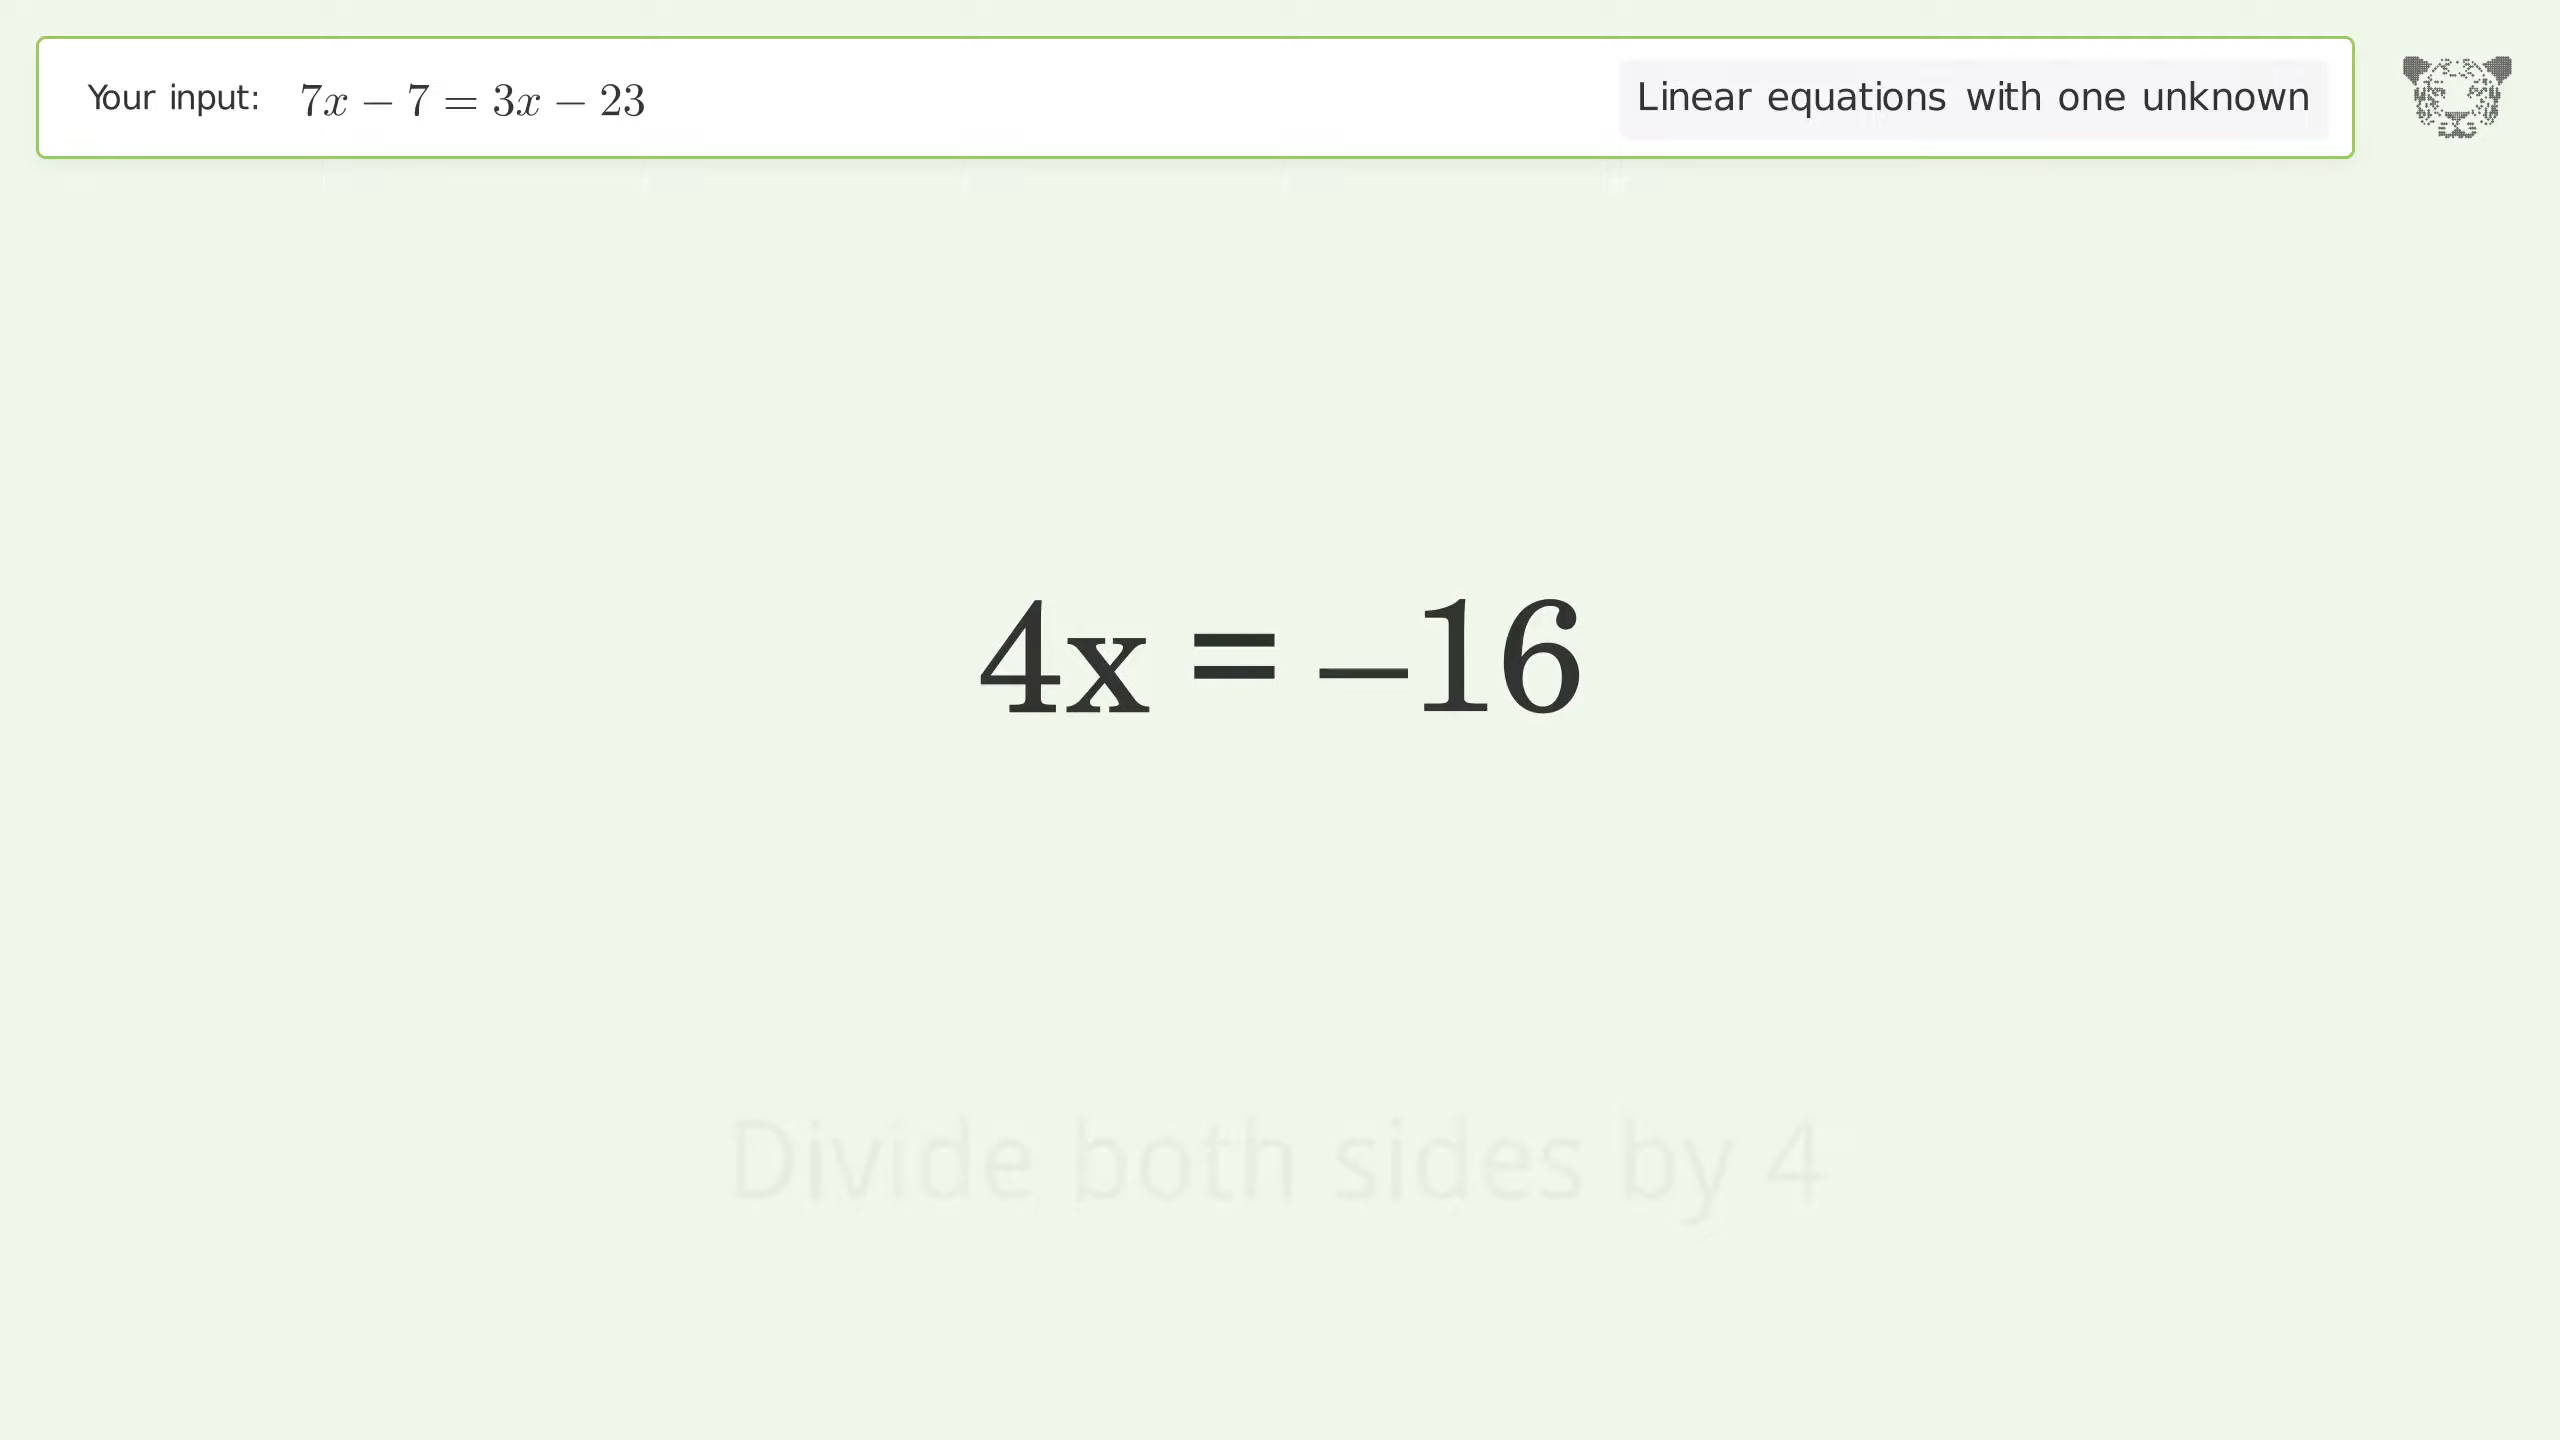 Your input: 7x − 7 = 3x − 23
Linear equations with one unknown
4x = −16
Divide both sides by 4